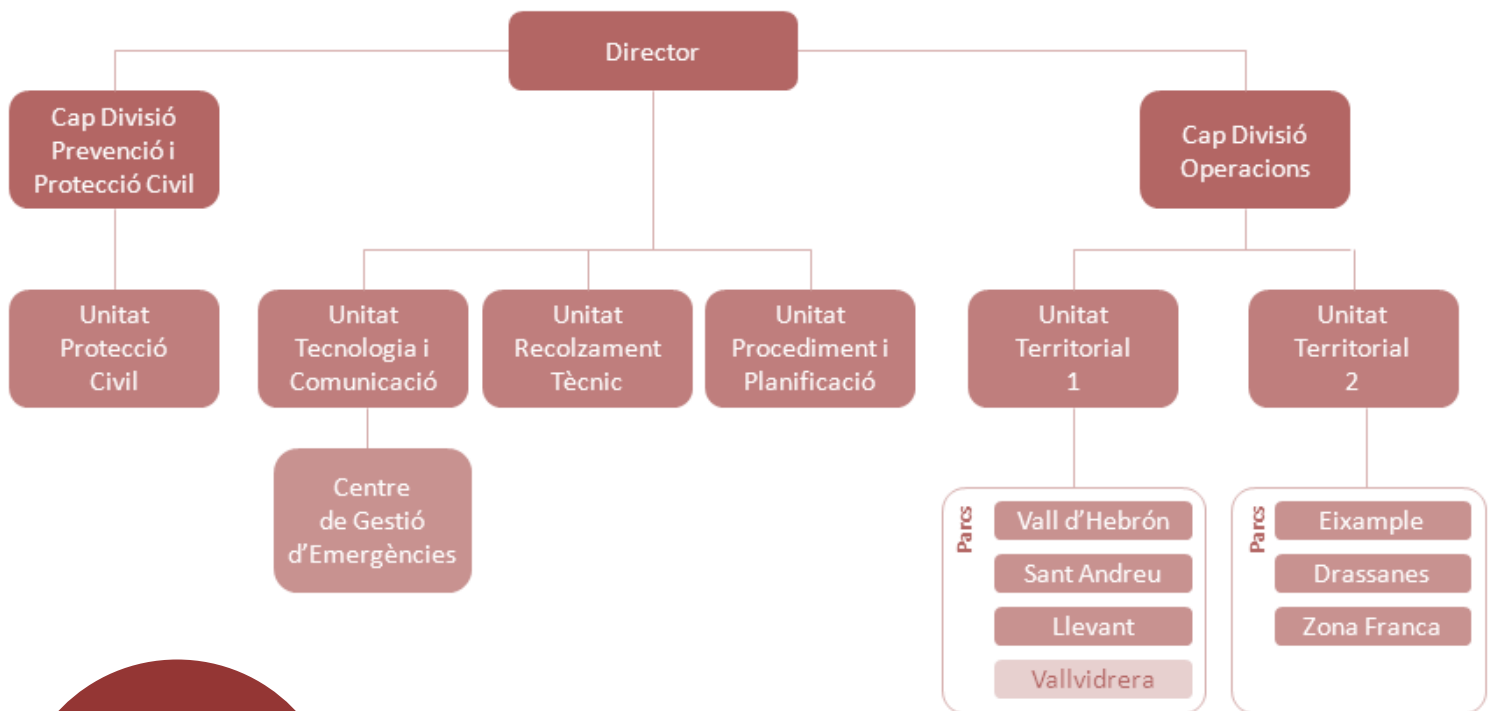 Director
Cap Divisió
Prevenció i
Protecció Civil
Cap Divisió
Operacions
Unitat
Protecció
Civil
Unitat
Tecnologia i
Comunicació
Unitat
Recolzament
Tècnic
Unitat
Procediment i
Planificació
Unitat
Territorial
1
Unitat
Territorial
2
Centre
de Gestió
d'Emergències
Parcs
Vall d'Hebrón
Sant Andreu
Llevant
Vallvidrera
Parcs
Eixample
Drassanes
Zona Franca